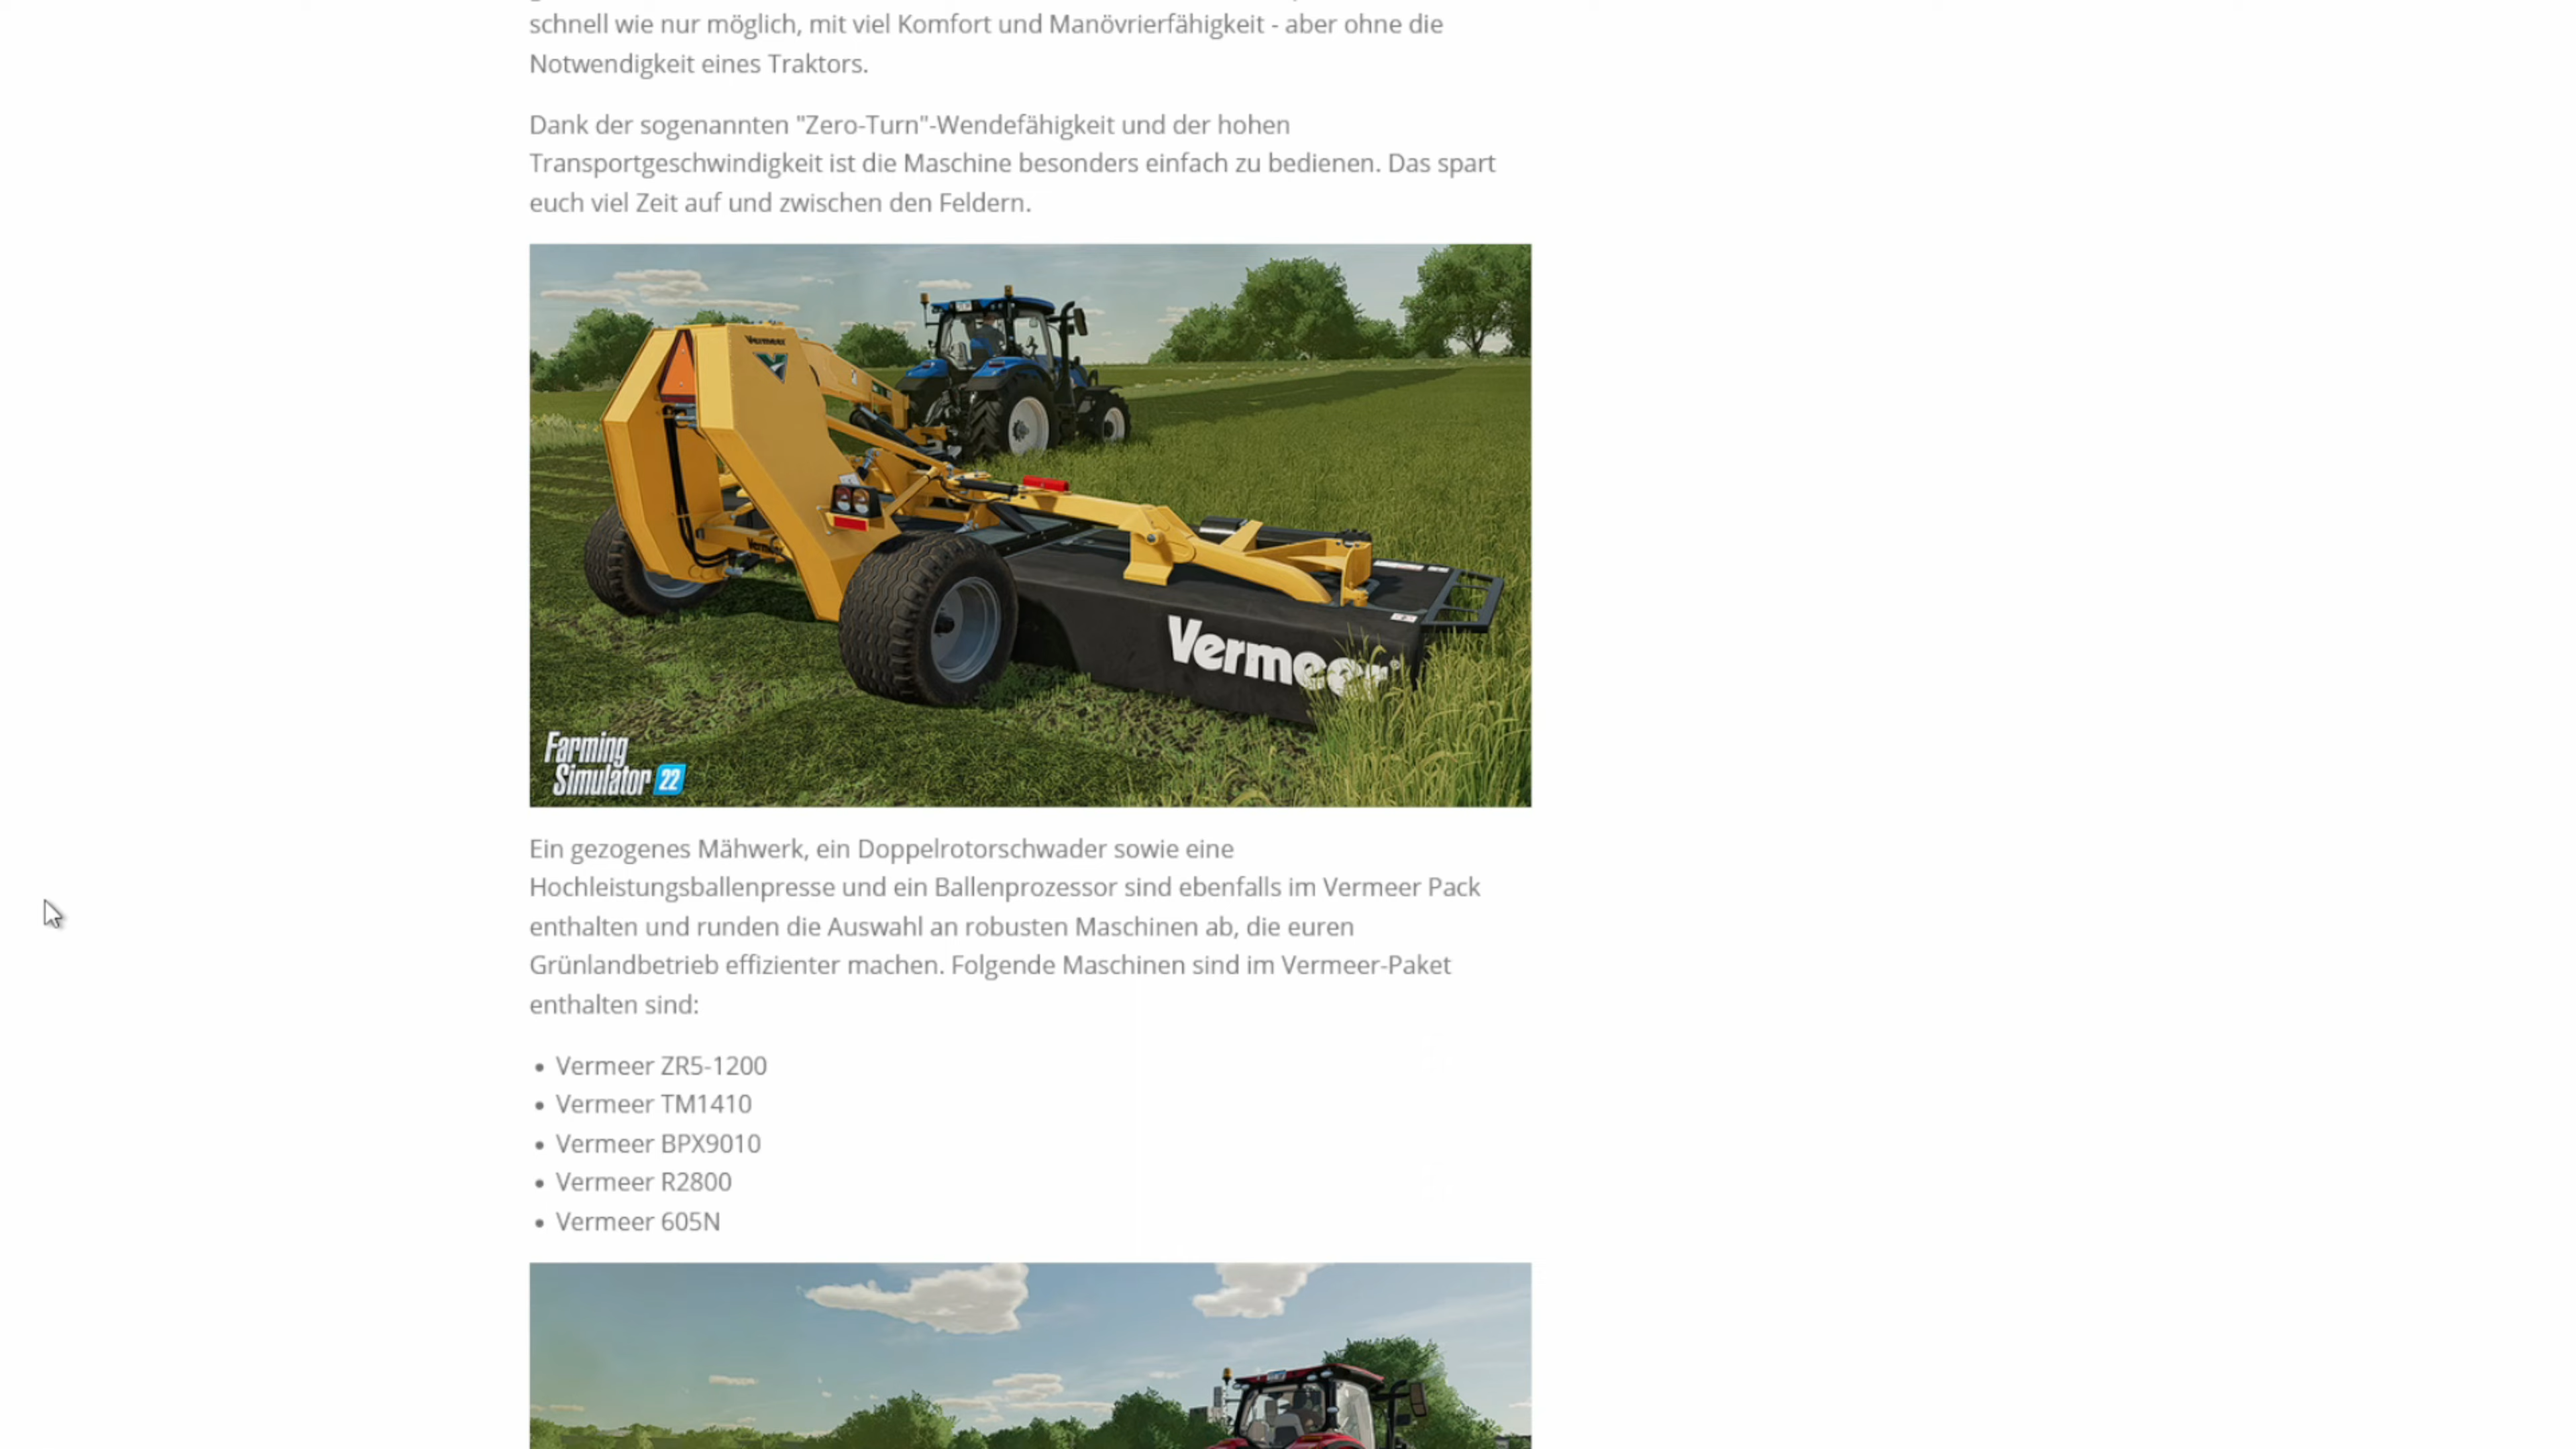 schnell wie nur möglich, mit viel Komfort und Manövrierfähigkeit - aber ohne die
Notwendigkeit eines Traktors.
Dank der sogenannten "Zero-Turn"-Wendefähigkeit und der hohen
Transportgeschwindigkeit ist die Maschine besonders einfach zu bedienen. Das spart
euch viel Zeit auf und zwischen den Feldern.
Vermeer
Vermeer
Vermeer®
Farming
Simulator 22
Ein gezogenes Mähwerk, ein Doppelrotorschwader sowie eine
Hochleistungsballenpresse und ein Ballenprozessor sind ebenfalls im Vermeer Pack
enthalten und runden die Auswahl an robusten Maschinen ab, die euren
Grünlandbetrieb effizienter machen. Folgende Maschinen sind im Vermeer-Paket
enthalten sind:
• Vermeer ZR5-1200
• Vermeer TM1410
• Vermeer BPX9010
• Vermeer R2800
• Vermeer 605N